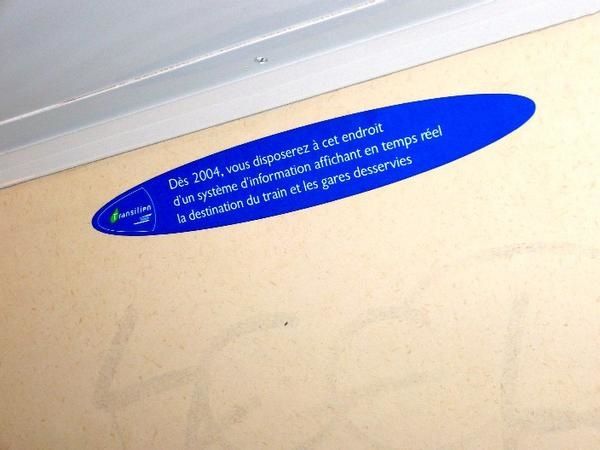 Dès 2004, vous disposerez à cet endroit
d'un système d'information affichant en temps réel
la destination du train et les gares desservies
Transilien